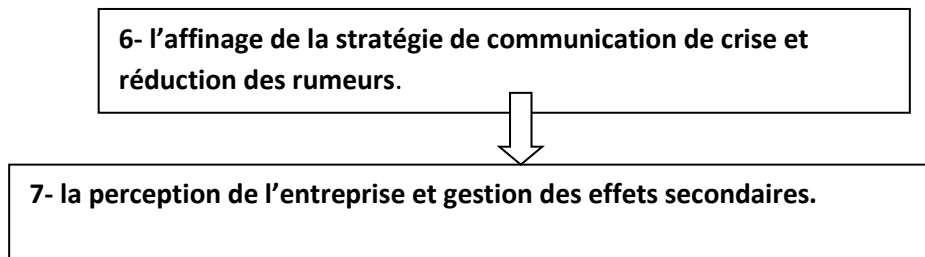 6- l’affinage de la stratégie de communication de crise et
réduction des rumeurs.
7- la perception de l’entreprise et gestion des effets secondaires.